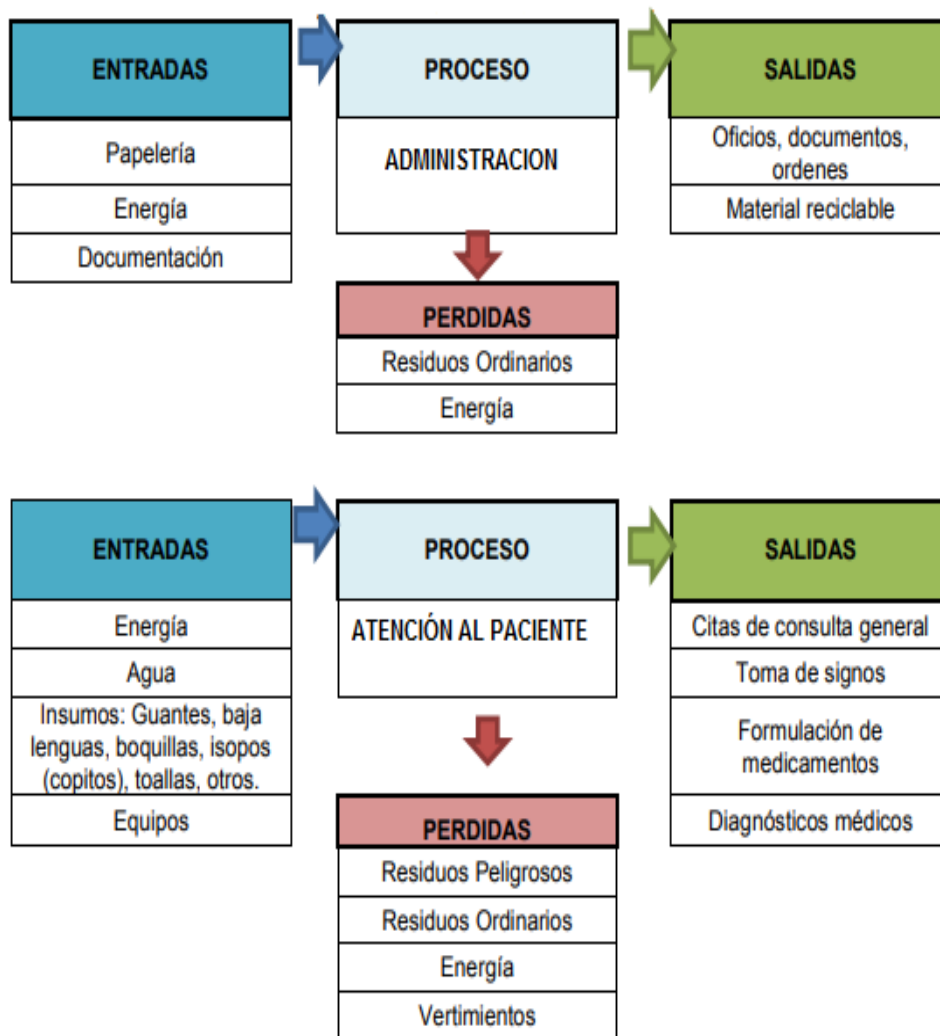 ENTRADAS
Papelería
Energía
Documentación
PROCESO
ADMINISTRACION
SALIDAS
Oficios, documentos,
ordenes
Material reciclable
PERDIDAS
Residuos Ordinarios
Energía
ENTRADAS
Energía
Agua
Insumos: Guantes, baja
lenguas, boquillas, isopos
(copitos), toallas, otros.
Equipos
PROCESO
ATENCIÓN AL PACIENTE
SALIDAS
Citas de consulta general
Toma de signos
Formulación de
medicamentos
Diagnósticos médicos
PERDIDAS
Residuos Peligrosos
Residuos Ordinarios
Energía
Vertimientos